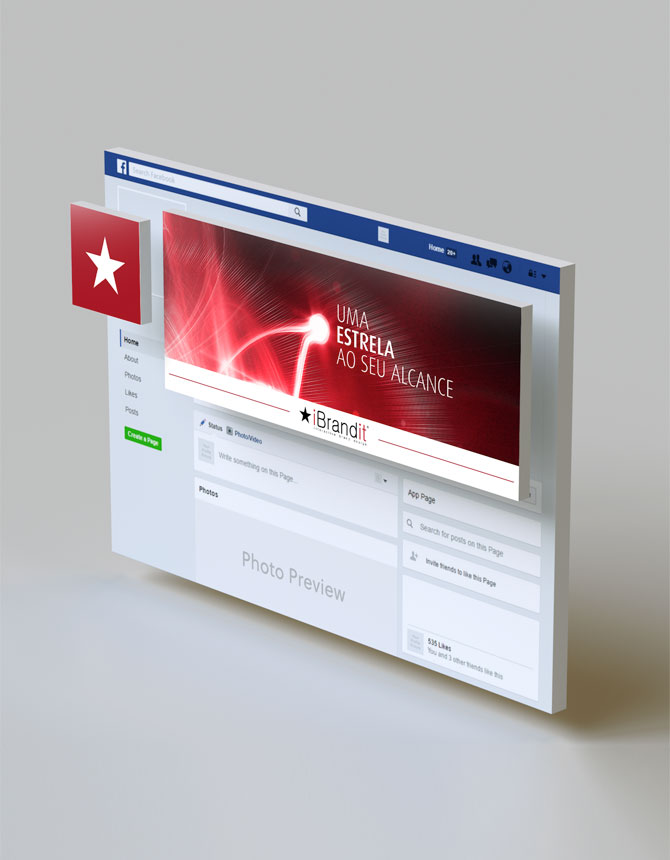 f
Search Facebook
Home 20+
UMA
ESTRELA
AO SEU ALCANCE
iBrandit
Home
About
Photos
Likes
Posts
Create a Page
Status Photo/Video
Write something on this Page...
Photos
Photo Preview
App Page
Search for posts on this Page
Invite friends to like this Page
535 Likes
You and 3 other friends like this